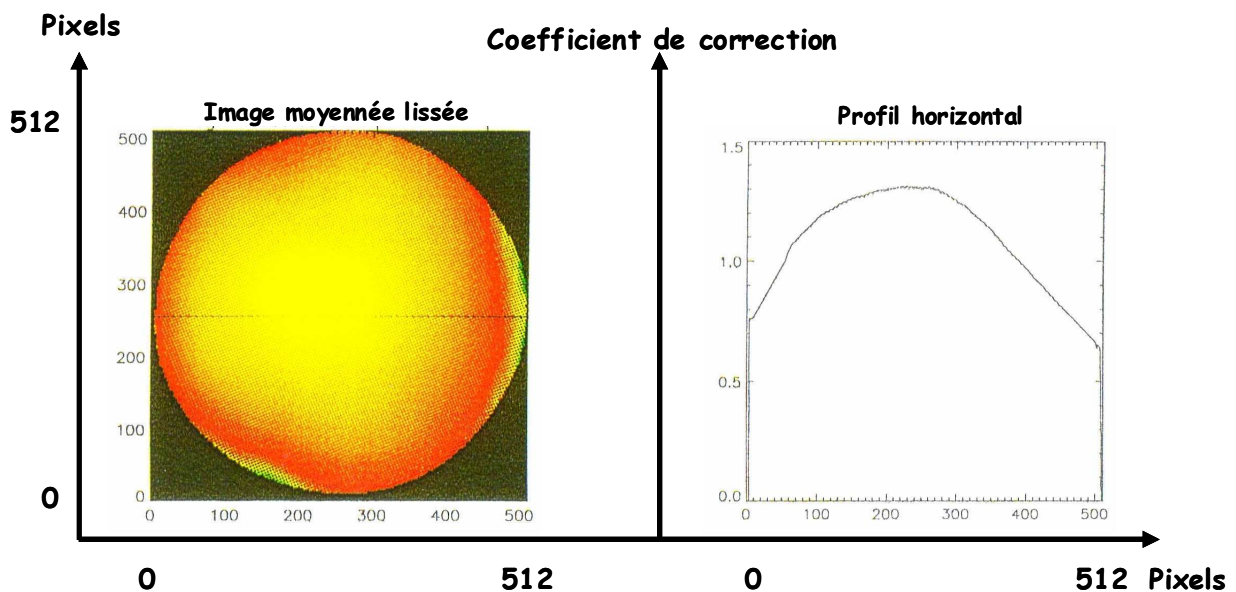 Pixels
Coefficient de correction
Image moyennée lissée
Profil horizontal
512
500
400
300
200
100
0
0
0 100 200 300 400 500
1.5
1.0
0.5
0.0
0 100 200 300 400 500
0 512 0 512 Pixels